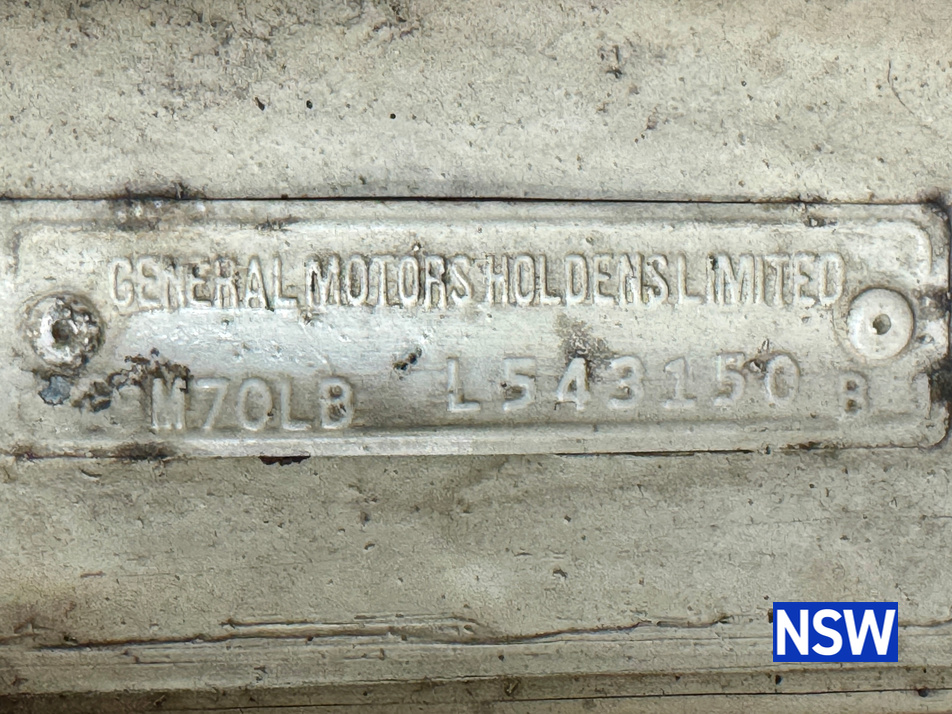 GENERAL MOTORS HOLDENS LIMITED
M70LB L543150 B
NSW